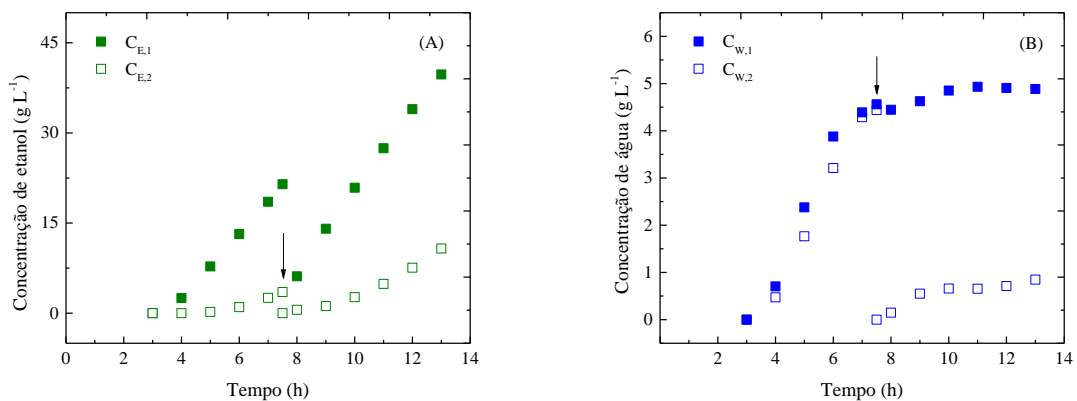 (A)
C_E,1
C_E,2
Concentração de etanol (g L⁻¹)
45
30
15
0
0 2 4 6 8 10 12 14
Tempo (h)
(B)
C_W,1
C_W,2
Concentração de água (g L⁻¹)
6
5
4
3
2
1
0
2 4 6 8 10 12 14
Tempo (h)